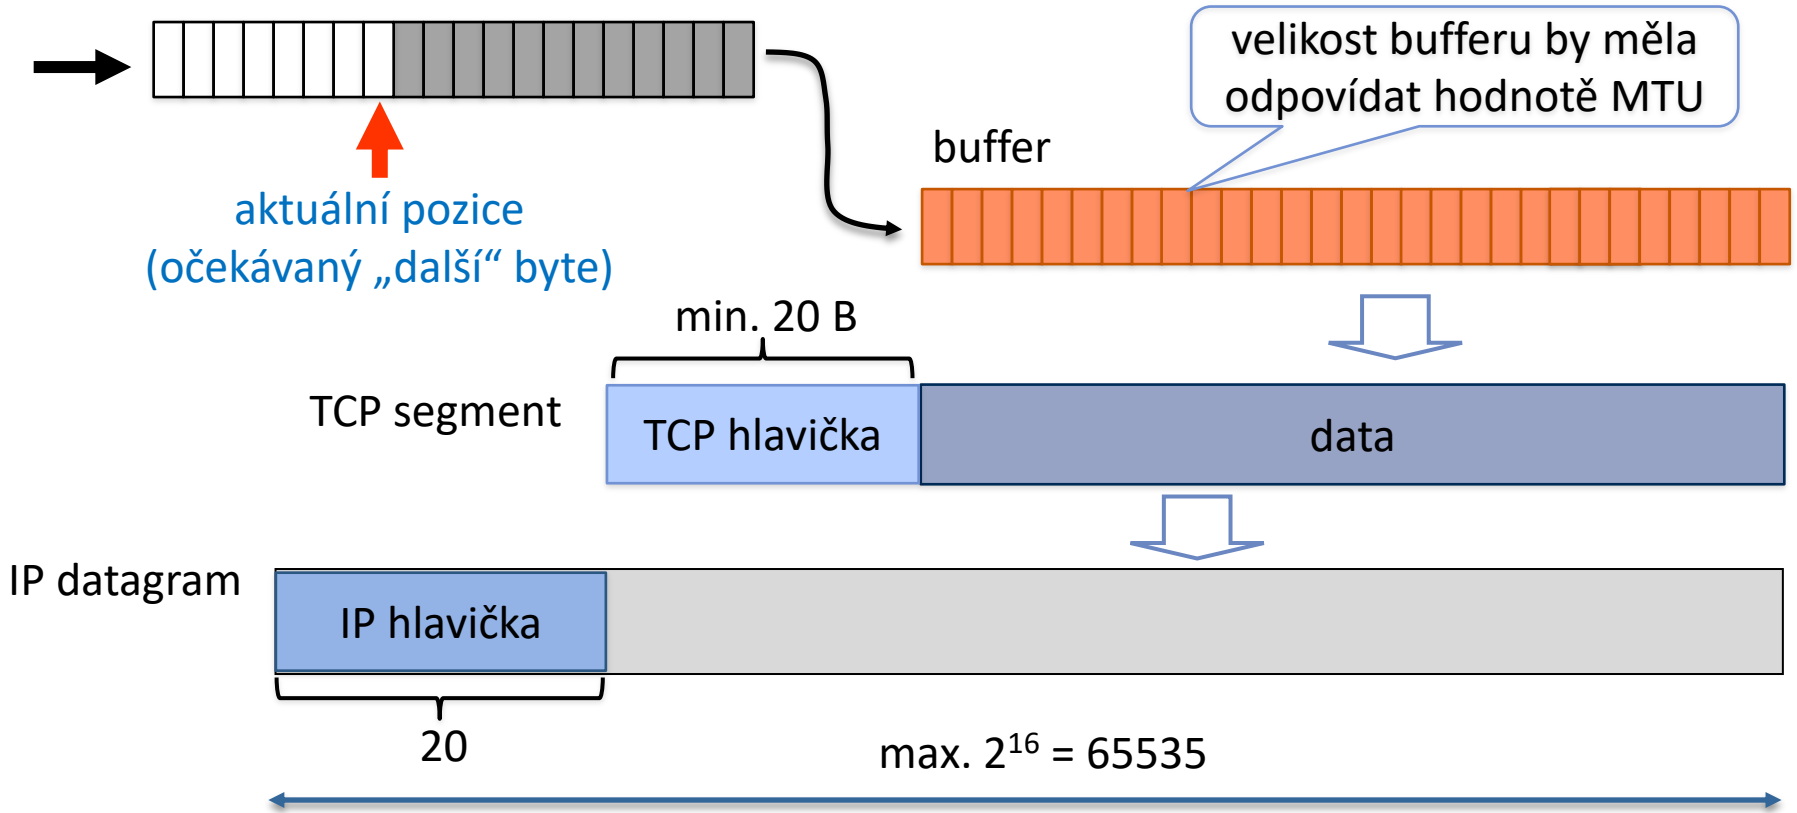 velikost bufferu by měla
odpovídat hodnotě MTU
buffer
aktuální pozice
(očekávaný „další“ byte)
min. 20 B
TCP segment
TCP hlavička
data
IP datagram
IP hlavička
20
max. 2¹⁶ = 65535